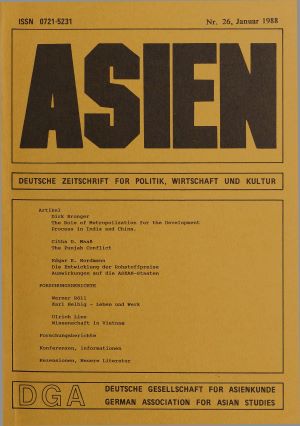 ISSN 0721-5231
Nr. 26, Januar 1988
ASIEN
DEUTSCHE ZEITSCHRIFT FÜR POLITIK, WIRTSCHAFT UND KULTUR
Artikel
Dirk Bronger
The Role of Metropolization for the Development
Process in India and China.
Citha D. Maaß
The Punjab Conflict
Edgar E. Nordmann
Die Entwicklung der Rohstoffpreise
Auswirkungen auf die ASEAN-Staaten
FORSCHUNGSBERICHTE
Werner Röll
Karl Helbig - Leben und Werk
Ulrich Lins
Wissenschaft in Vietnam
Forschungsberichte
Konferenzen, Informationen
Rezensionen, Neuere Literatur
DGA
DEUTSCHE GESELLSCHAFT FÜR ASIENKUNDE
GERMAN ASSOCIATION FOR ASIAN STUDIES